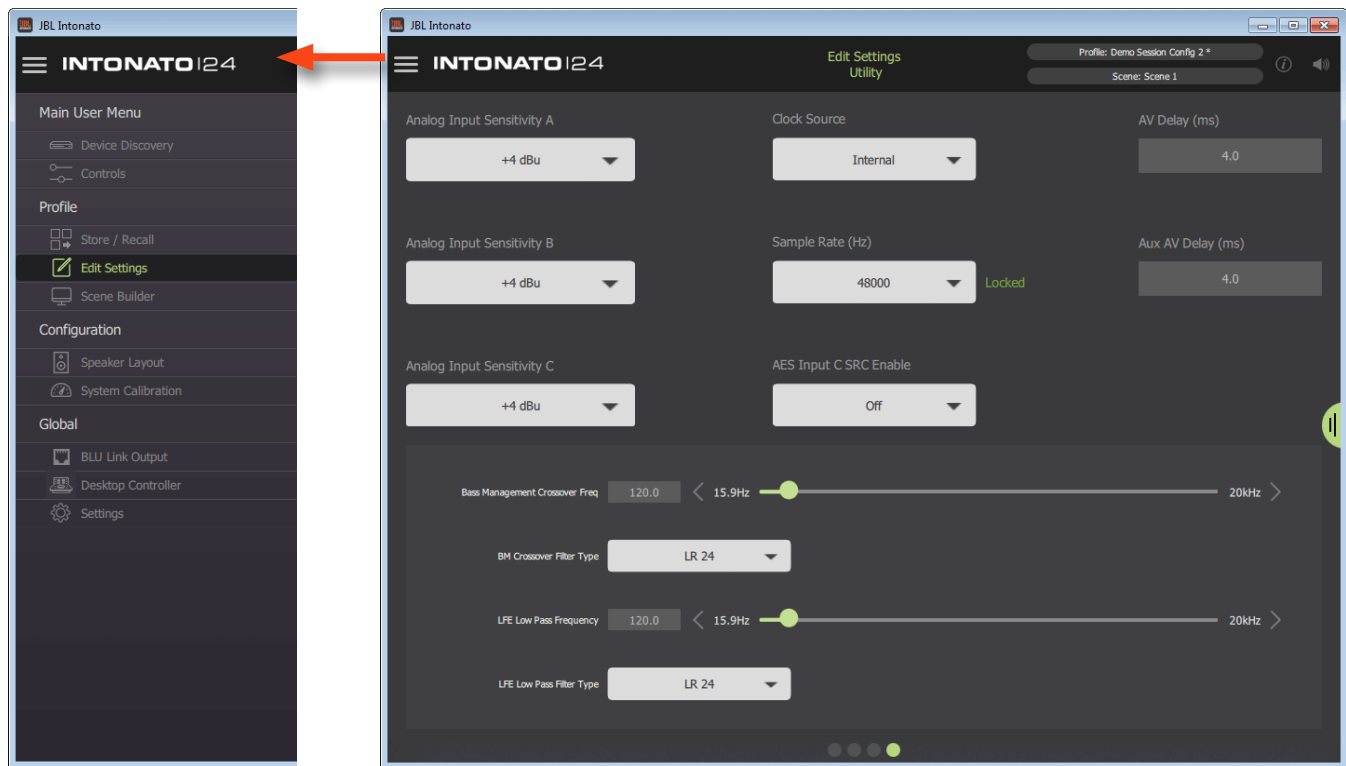 JBL Intonato
INTONATO|24
Main User Menu
Device Discovery
Controls
Profile
Store / Recall
Edit Settings
Scene Builder
Configuration
Speaker Layout
System Calibration
Global
BLU Link Output
Desktop Controller
Settings
JBL Intonato
INTONATO|24
Edit Settings
Utility
Profile: Demo Session Config 2 *
Scene: Scene 1
Analog Input Sensitivity A
Clock Source
AV Delay (ms)
+4 dBu
Internal
4.0
Analog Input Sensitivity B
Sample Rate (Hz)
Aux AV Delay (ms)
+4 dBu
48000
Locked
4.0
Analog Input Sensitivity C
AES Input C SRC Enable
+4 dBu
Off
Bass Management Crossover Freq 120.0 15.9Hz 20kHz
BM Crossover Filter Type LR 24
LFE Low Pass Frequency 120.0 15.9Hz 20kHz
LFE Low Pass Filter Type LR 24